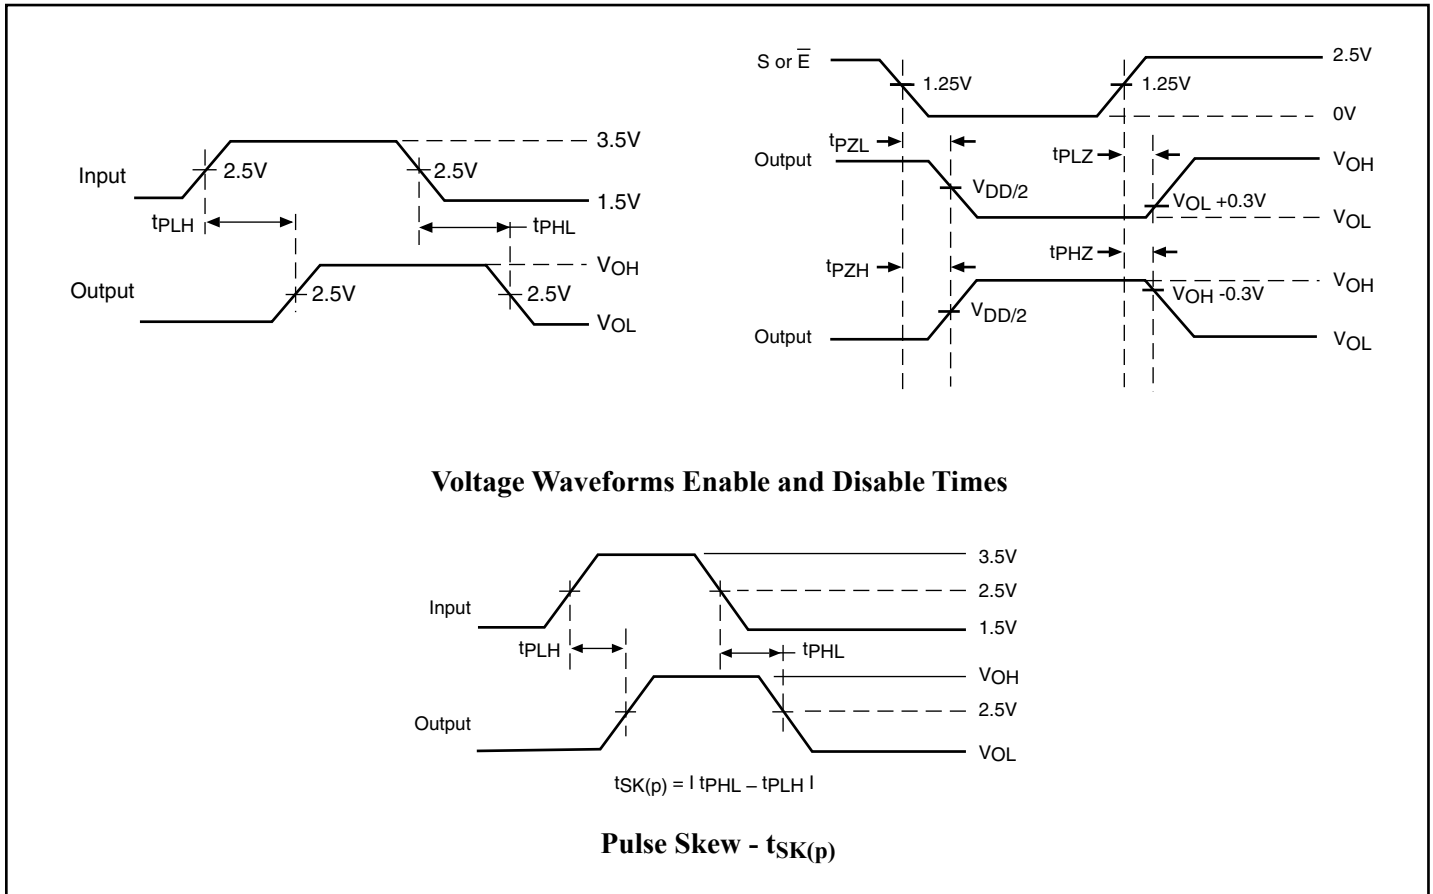 3.5V
Input
2.5V
2.5V
1.5V
tPLH
tPHL
VOH
Output
2.5V
2.5V
VOL
S or E̅
2.5V
1.25V
1.25V
0V
tPZL
Output
tPLZ
VOH
VDD/2
VOL +0.3V
VOL
tPHZ
tPZH
VOH
VOH -0.3V
VDD/2
Output
VOL
Voltage Waveforms Enable and Disable Times
3.5V
2.5V
Input
1.5V
tPLH
tPHL
VOH
2.5V
Output
VOL
tSK(p) = I tPHL – tPLH I
Pulse Skew - tSK(p)